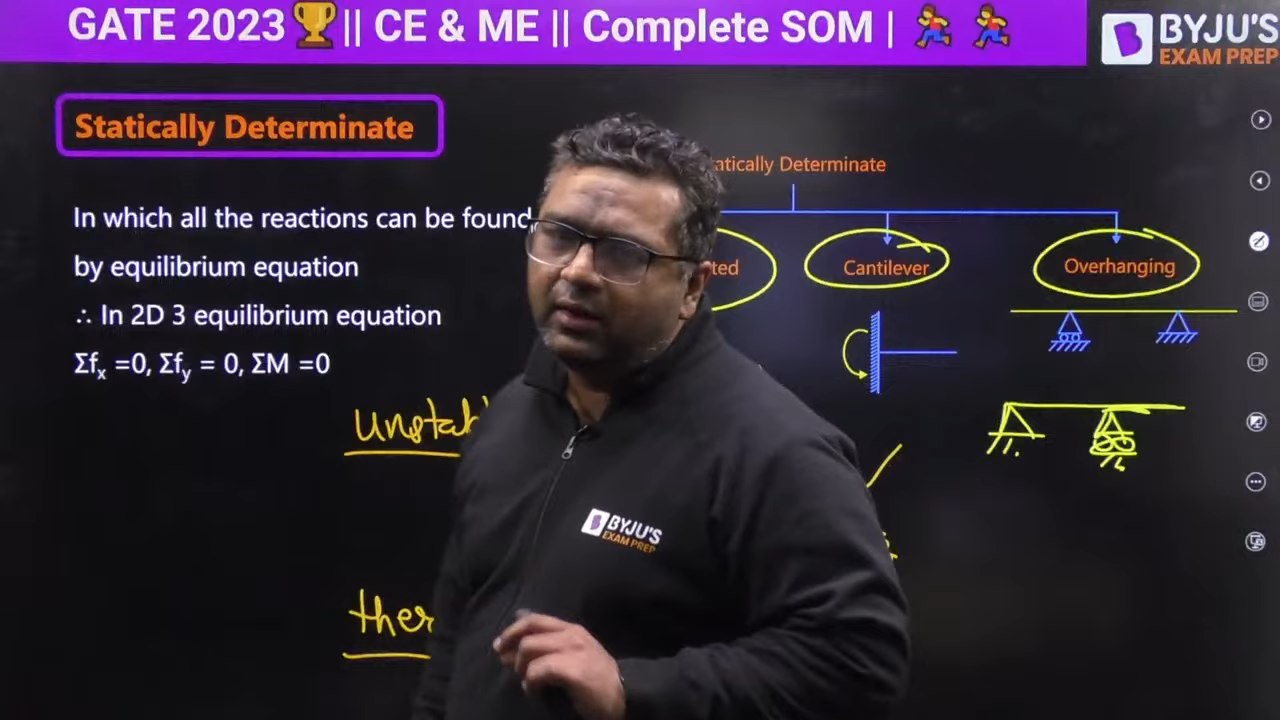 GATE 2023🏆|| CE & ME || Complete SOM | 🏃 🏃
BYJU'S
EXAM PREP
Statically Determinate
In which all the reactions can be found
by equilibrium equation
∴ In 2D 3 equilibrium equation
Σfx =0, Σfy = 0, ΣM =0
Determinate
Cantilever
Overhanging
BYJU'S
EXAM PREP